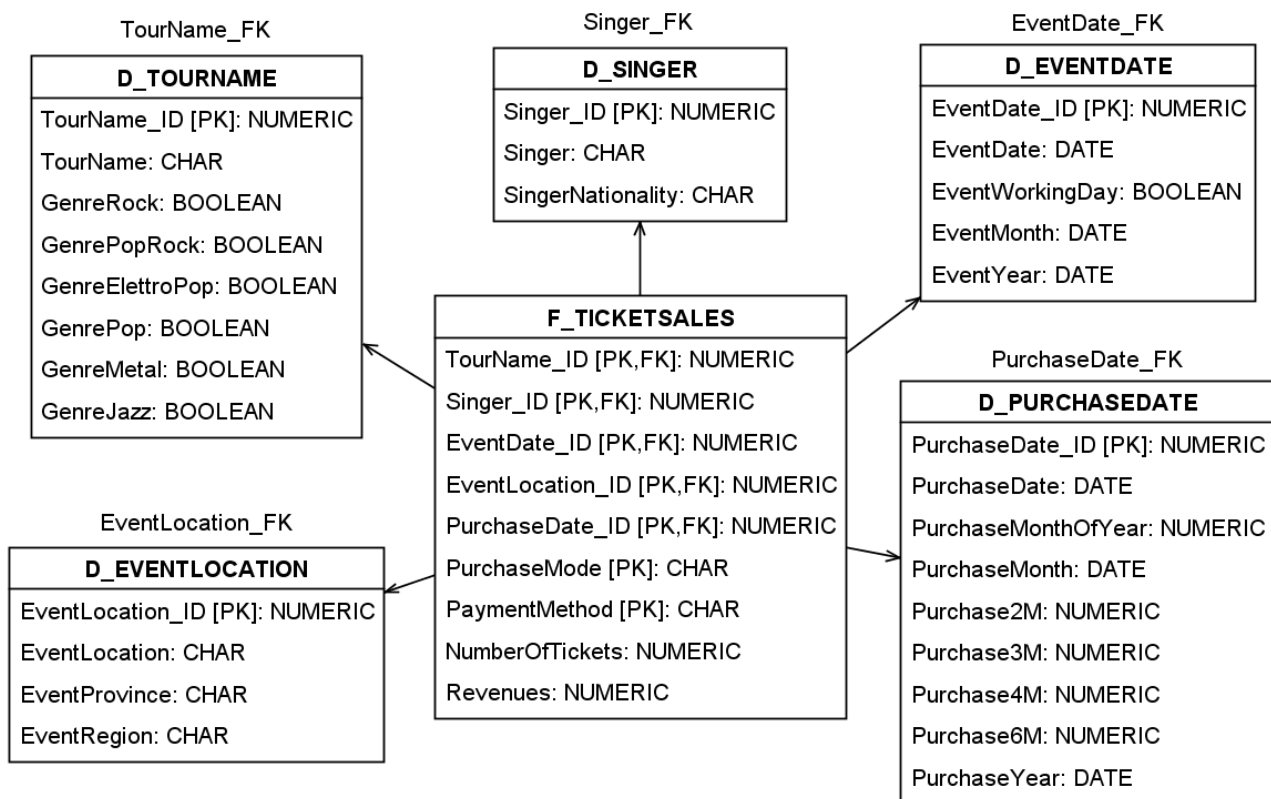 TourName_FK
D_TOURNAME
TourName_ID [PK]: NUMERIC
TourName: CHAR
GenreRock: BOOLEAN
GenrePopRock: BOOLEAN
GenreElettroPop: BOOLEAN
GenrePop: BOOLEAN
GenreMetal: BOOLEAN
GenreJazz: BOOLEAN
Singer_FK
D_SINGER
Singer_ID [PK]: NUMERIC
Singer: CHAR
SingerNationality: CHAR
EventDate_FK
D_EVENTDATE
EventDate_ID [PK]: NUMERIC
EventDate: DATE
EventWorkingDay: BOOLEAN
EventMonth: DATE
EventYear: DATE
F_TICKETSALES
TourName_ID [PK,FK]: NUMERIC
Singer_ID [PK,FK]: NUMERIC
EventDate_ID [PK,FK]: NUMERIC
EventLocation_ID [PK,FK]: NUMERIC
PurchaseDate_ID [PK,FK]: NUMERIC
PurchaseMode [PK]: CHAR
PaymentMethod [PK]: CHAR
NumberOfTickets: NUMERIC
Revenues: NUMERIC
EventLocation_FK
D_EVENTLOCATION
EventLocation_ID [PK]: NUMERIC
EventLocation: CHAR
EventProvince: CHAR
EventRegion: CHAR
PurchaseDate_FK
D_PURCHASEDATE
PurchaseDate_ID [PK]: NUMERIC
PurchaseDate: DATE
PurchaseMonthOfYear: NUMERIC
PurchaseMonth: DATE
Purchase2M: NUMERIC
Purchase3M: NUMERIC
Purchase4M: NUMERIC
Purchase6M: NUMERIC
PurchaseYear: DATE